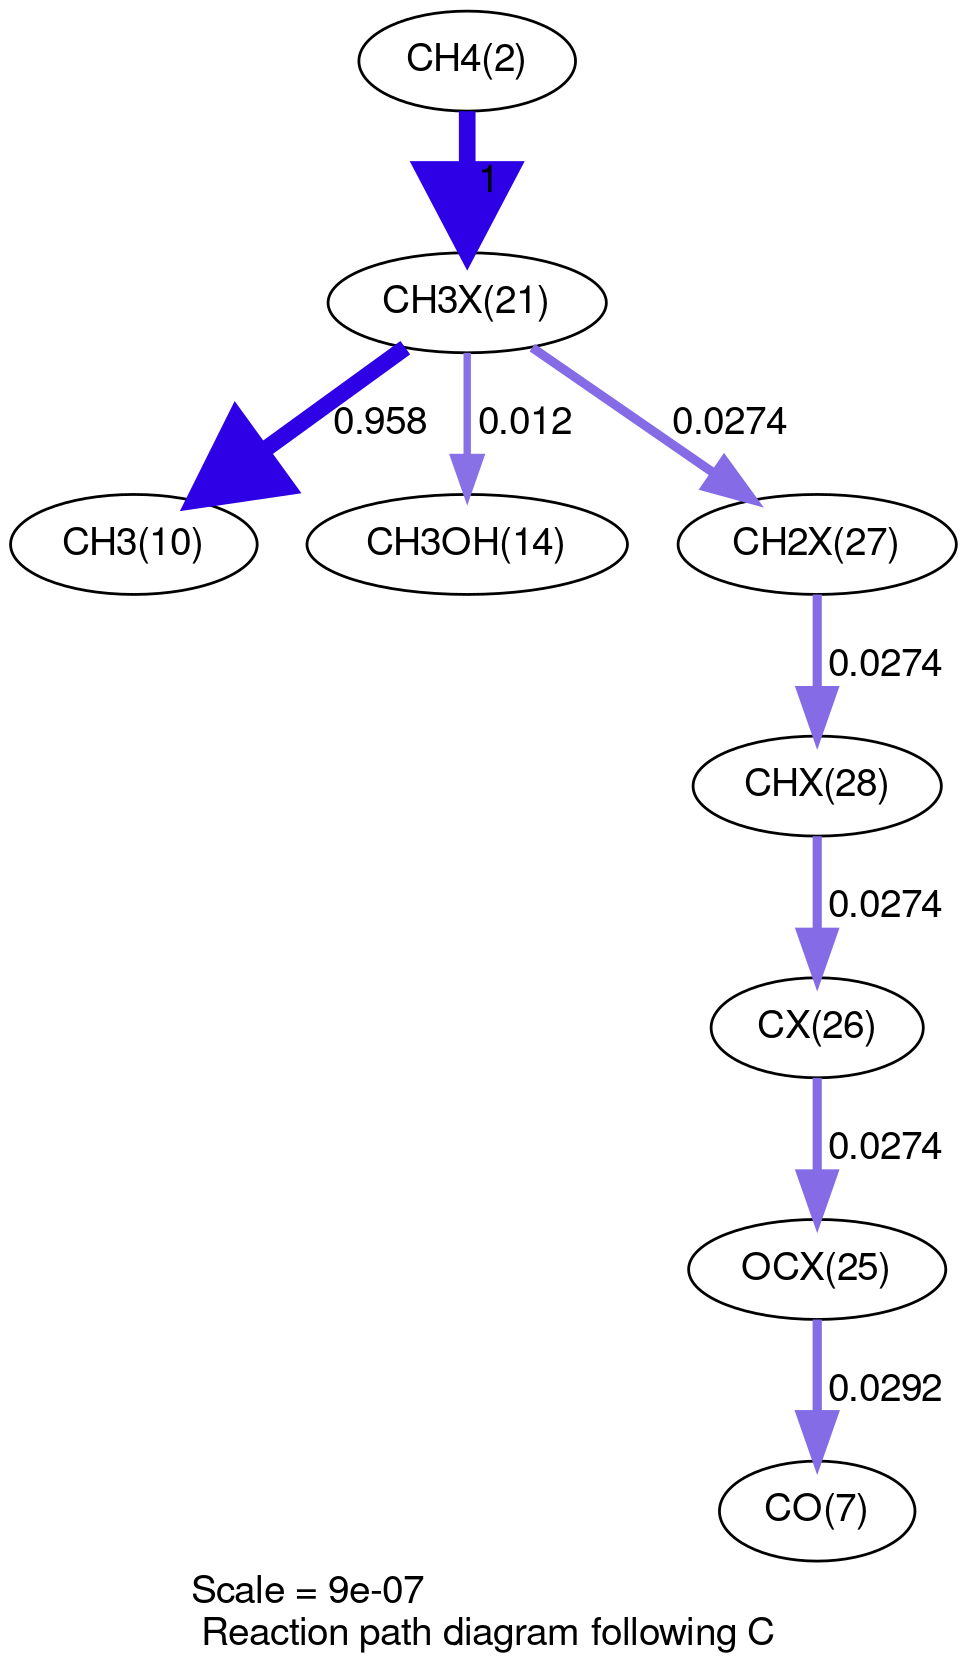 CH4(2)
1
CH3X(21)
0.958
0.012
0.0274
CH3(10)
CH3OH(14)
CH2X(27)
0.0274
CHX(28)
0.0274
CX(26)
0.0274
OCX(25)
0.0292
CO(7)
Scale = 9e-07
Reaction path diagram following C